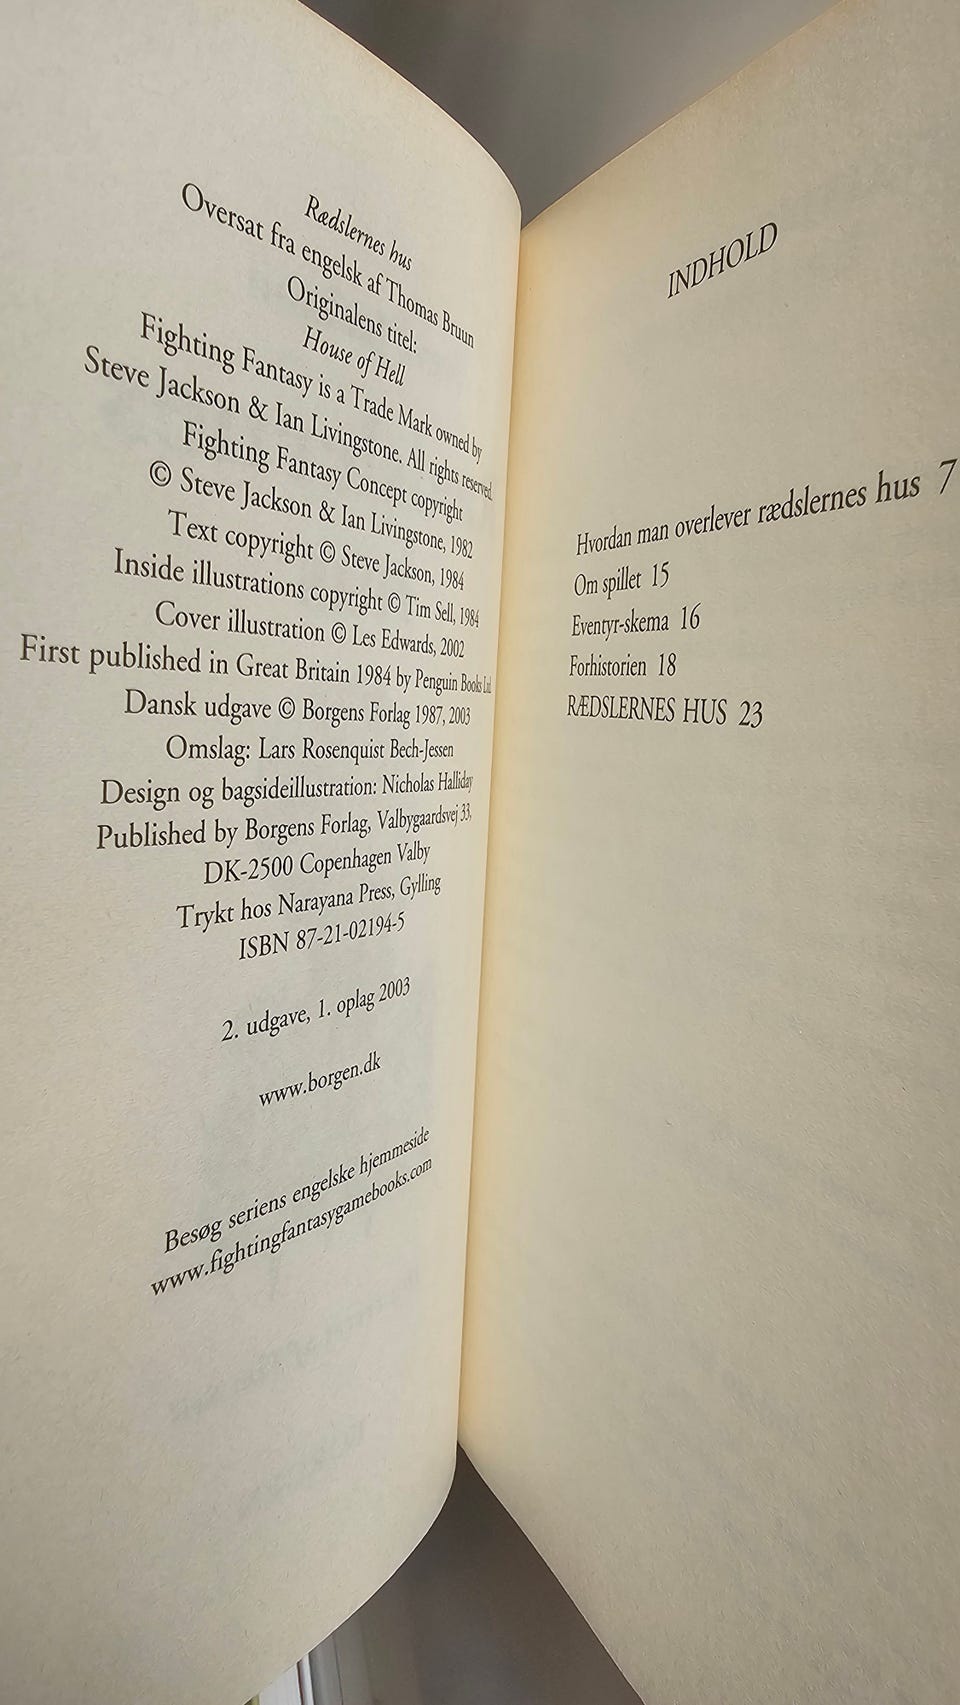 Rædslernes hus
Oversat fra engelsk af Thomas Bruun
Originalens titel:
House of Hell
Fighting Fantasy is a Trade Mark owned by
Steve Jackson & Ian Livingstone. All rights reserved.
Fighting Fantasy Concept copyright
© Steve Jackson & Ian Livingstone, 1982
Text copyright © Steve Jackson, 1984
Inside illustrations copyright © Tim Sell, 1984
Cover illustration © Les Edwards, 2002
First published in Great Britain 1984 by Penguin Books Ltd
Dansk udgave © Borgens Forlag 1987, 2003
Omslag: Lars Rosenquist Bech-Jessen
Design og bagsideillustration: Nicholas Halliday
Published by Borgens Forlag, Valbygaardsvej 33,
DK-2500 Copenhagen Valby
Trykt hos Narayana Press, Gylling
ISBN 87-21-02194-5
2. udgave, 1. oplag 2003
www.borgen.dk
Besøg seriens engelske hjemmeside
www.fightingfantasygamebooks.com
INDHOLD
Hvordan man overlever rædslernes hus 7
Om spillet 15
Eventyr-skema 16
Forhistorien 18
RÆDSLERNES HUS 23